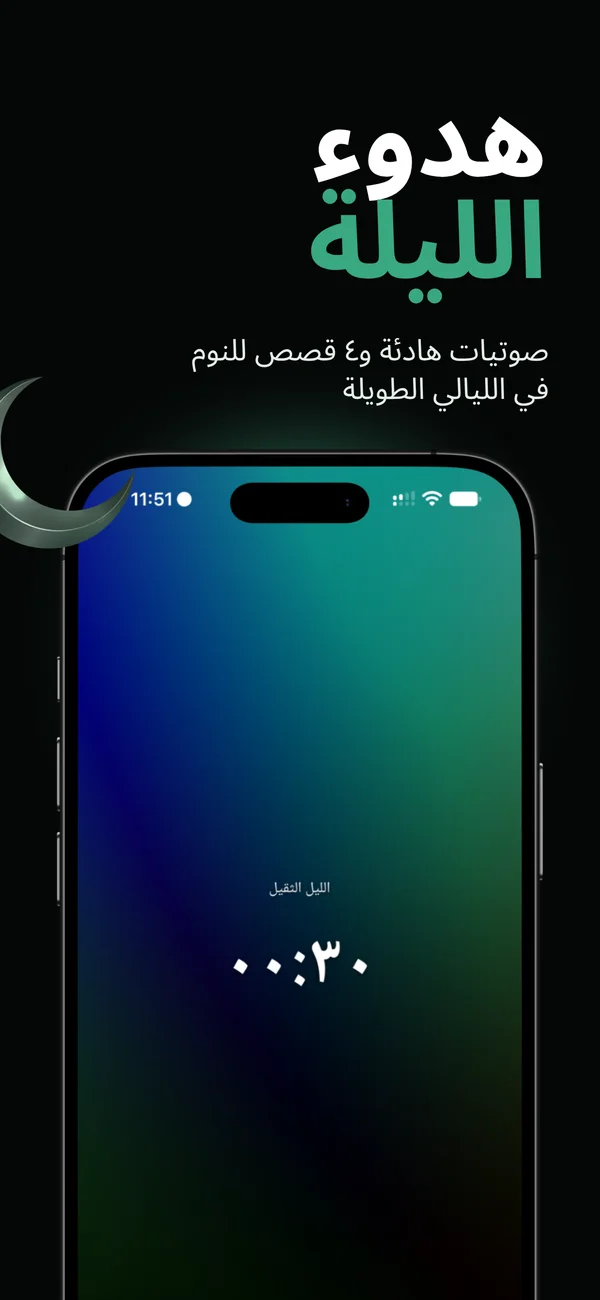 هدوء
الليلة
صوتيات هادئة و٤ قصص للنوم
في الليالي الطويلة
11:51
الليل الثقيل
٠٠:٣٠